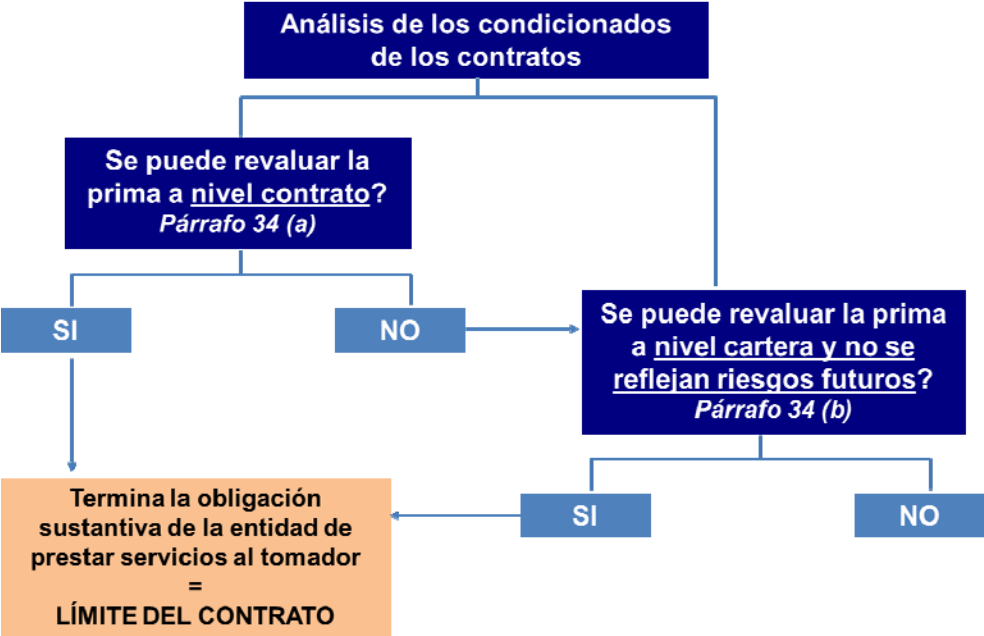 Análisis de los condicionados
de los contratos
Se puede revaluar la
prima a nivel contrato?
Párrafo 34 (a)
SI
NO
Se puede revaluar la prima
a nivel cartera y no se
reflejan riesgos futuros?
Párrafo 34 (b)
Termina la obligación
sustantiva de la entidad de
prestar servicios al tomador
=
LÍMITE DEL CONTRATO
SI
NO